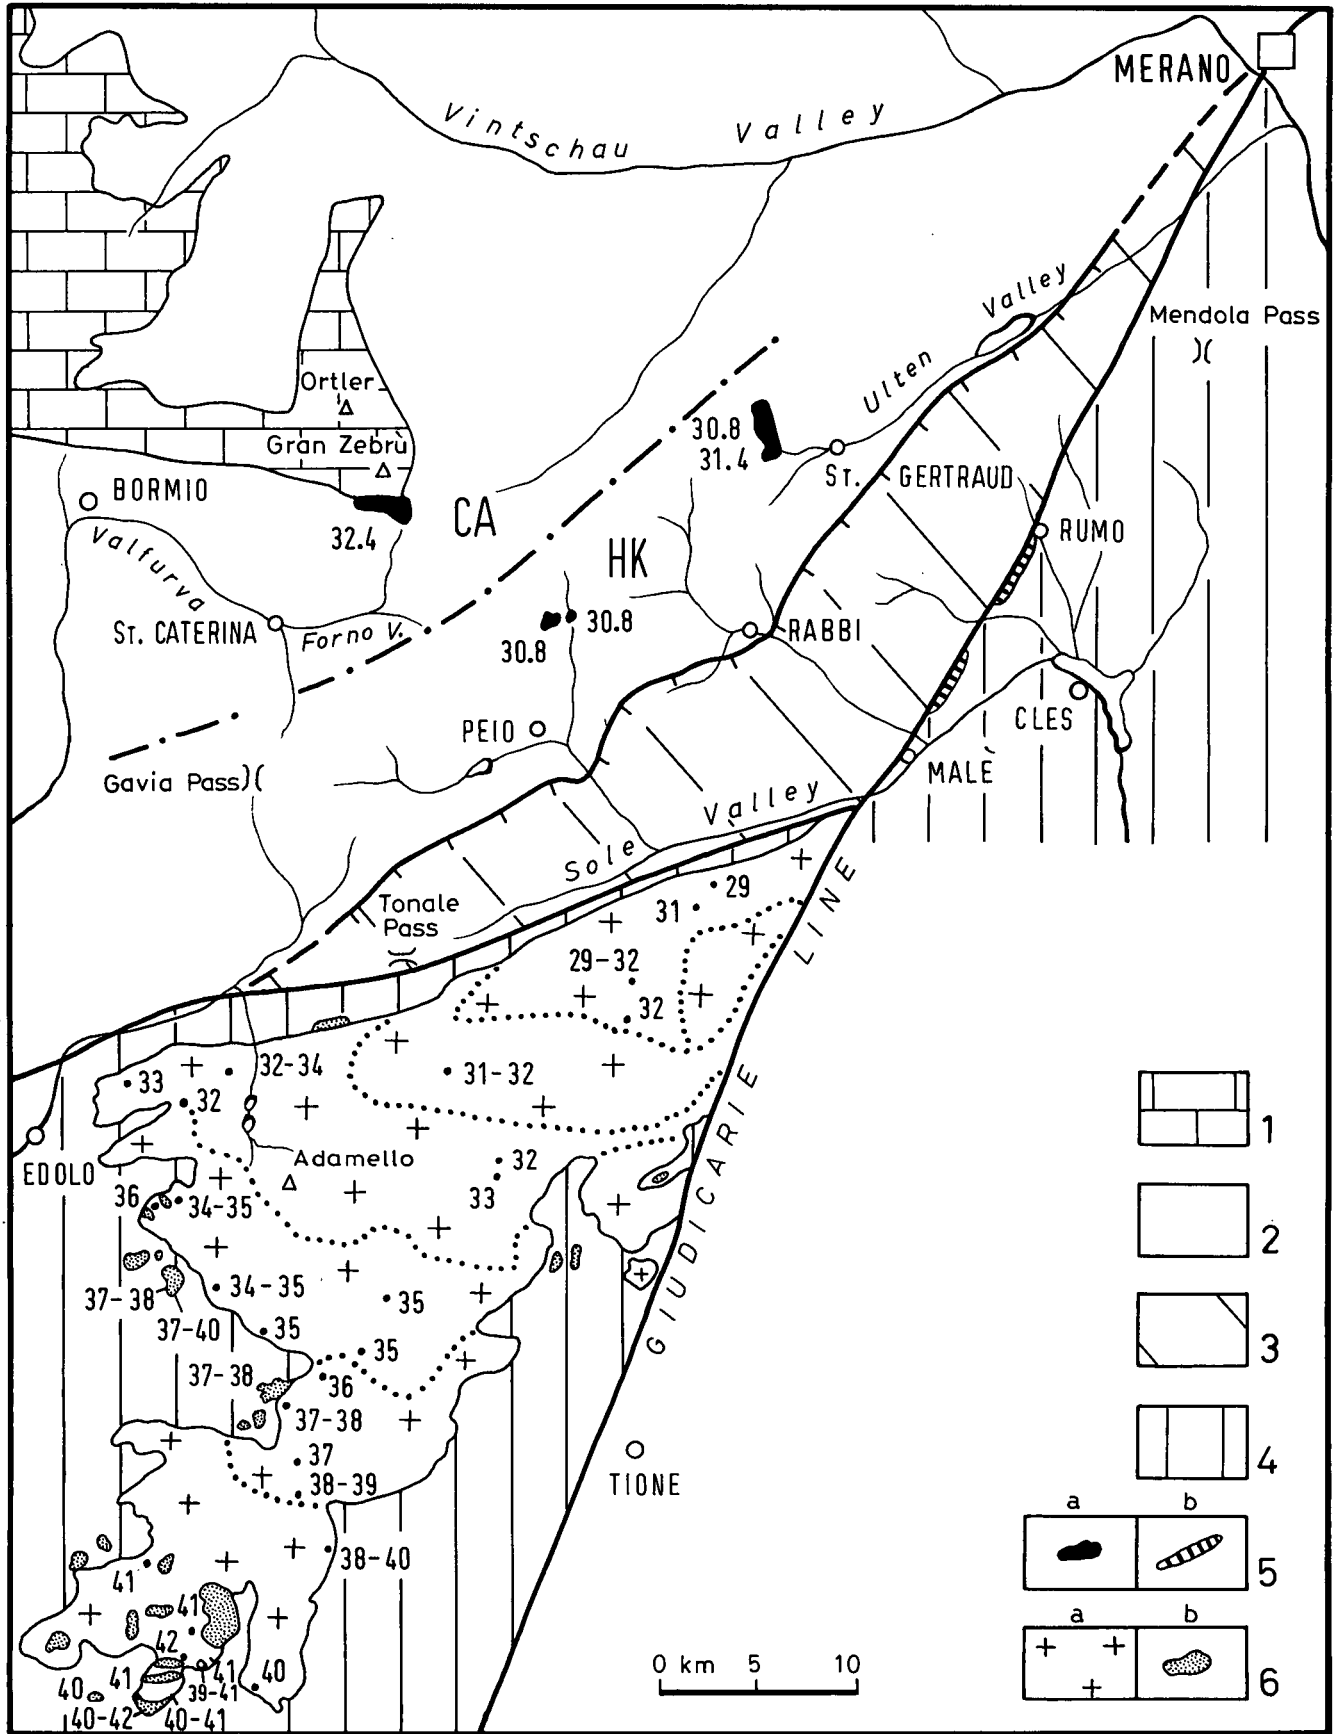 MERANO
Vintschau Valley
Mendola Pass
Ulten Valley
Ortler
Gran Zebrù
30.8
31.4
ST. GERTRAUD
BORMIO
32.4
CA
HK
RUMO
Valfurva
ST. CATERINA
Forno V.
30.8
30.8
RABBI
CLES
PEIO
MALÈ
Gavia Pass
Sole Valley
Tonale
Pass
29
31
29-32
32
GIUDICARIE LINE
32-34
33
32
31-32
EDOLO
Adamello
32
33
36
34-35
37-38
34-35
35
37-40
35
35
37-38
36
37-38
37
38-39
TIONE
38-40
41
41
42
41
41
40
39-41
40
40-42
40-41
0 km 5 10
1
2
3
4
a b
5
a b
6